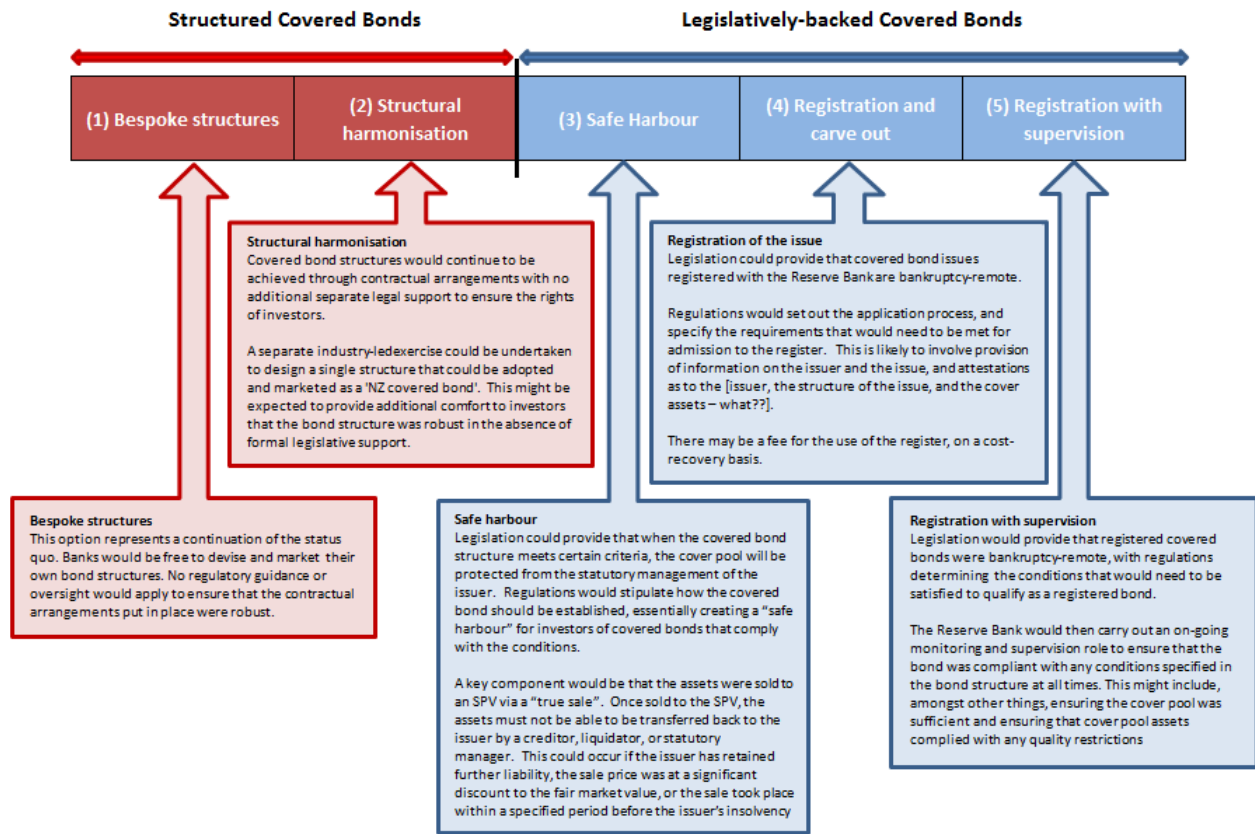 Structured Covered Bonds
Legislatively-backed Covered Bonds
(1) Bespoke structures
(2) Structural
harmonisation
(3) Safe Harbour
(4) Registration and
carve out
(5) Registration with
supervision
Structural harmonisation
Covered bond structures would continue to be
achieved through contractual arrangements with no
additional separate legal support to ensure the rights
of investors.
A separate industry-ledexercise could be undertaken
to design a single structure that could be adopted
and marketed as a 'NZ covered bond'. This might be
expected to provide additional comfort to investors
that the bond structure was robust in the absence of
formal legislative support.
Registration of the issue
Legislation could provide that covered bond issues
registered with the Reserve Bank are bankruptcy-remote.
Regulations would set out the application process, and
specify the requirements that would need to be met for
admission to the register. This is likely to involve provision
of information on the issuer and the issue, and attestations
as to the [issuer, the structure of the issue, and the cover
assets – what??].
There may be a fee for the use of the register, on a cost-
recovery basis.
Bespoke structures
This option represents a continuation of the status
quo. Banks would be free to devise and market their
own bond structures. No regulatory guidance or
oversight would apply to ensure that the contractual
arrangements put in place were robust.
Safe harbour
Legislation could provide that when the covered bond
structure meets certain criteria, the cover pool will be
protected from the statutory management of the
issuer. Regulations would stipulate how the covered
bond should be established, essentially creating a “safe
harbour” for investors of covered bonds that comply
with the conditions.
A key component would be that the assets were sold to
an SPV via a “true sale”. Once sold to the SPV, the
assets must not be able to be transferred back to the
issuer by a creditor, liquidator, or statutory
manager. This could occur if the issuer has retained
further liability, the sale price was at a significant
discount to the fair market value, or the sale took place
within a specified period before the issuer’s insolvency
Registration with supervision
Legislation would provide that registered covered
bonds were bankruptcy-remote, with regulations
determining the conditions that would need to be
satisfied to qualify as a registered bond.
The Reserve Bank would then carry out an on-going
monitoring and supervision role to ensure that the
bond was compliant with any conditions specified in
the bond structure at all times. This might include,
amongst other things, ensuring the cover pool was
sufficient and ensuring that cover pool assets
complied with any quality restrictions